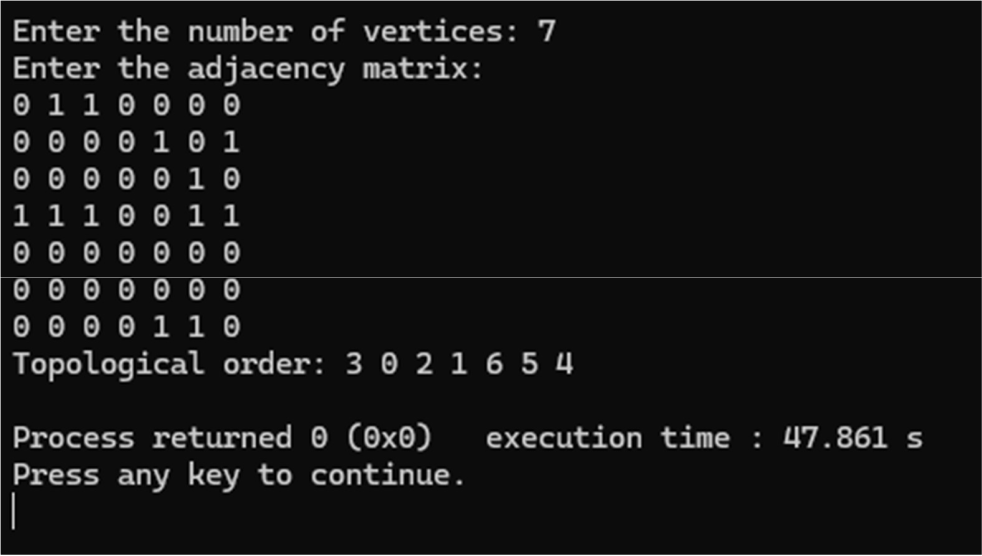 Enter the number of vertices: 7
Enter the adjacency matrix:
0 1 1 0 0 0 0
0 0 0 0 1 0 1
0 0 0 0 0 1 0
1 1 1 0 0 1 1
0 0 0 0 0 0 0
0 0 0 0 0 0 0
0 0 0 0 1 1 0
Topological order: 3 0 2 1 6 5 4
Process returned 0 (0x0)   execution time : 47.861 s
Press any key to continue.